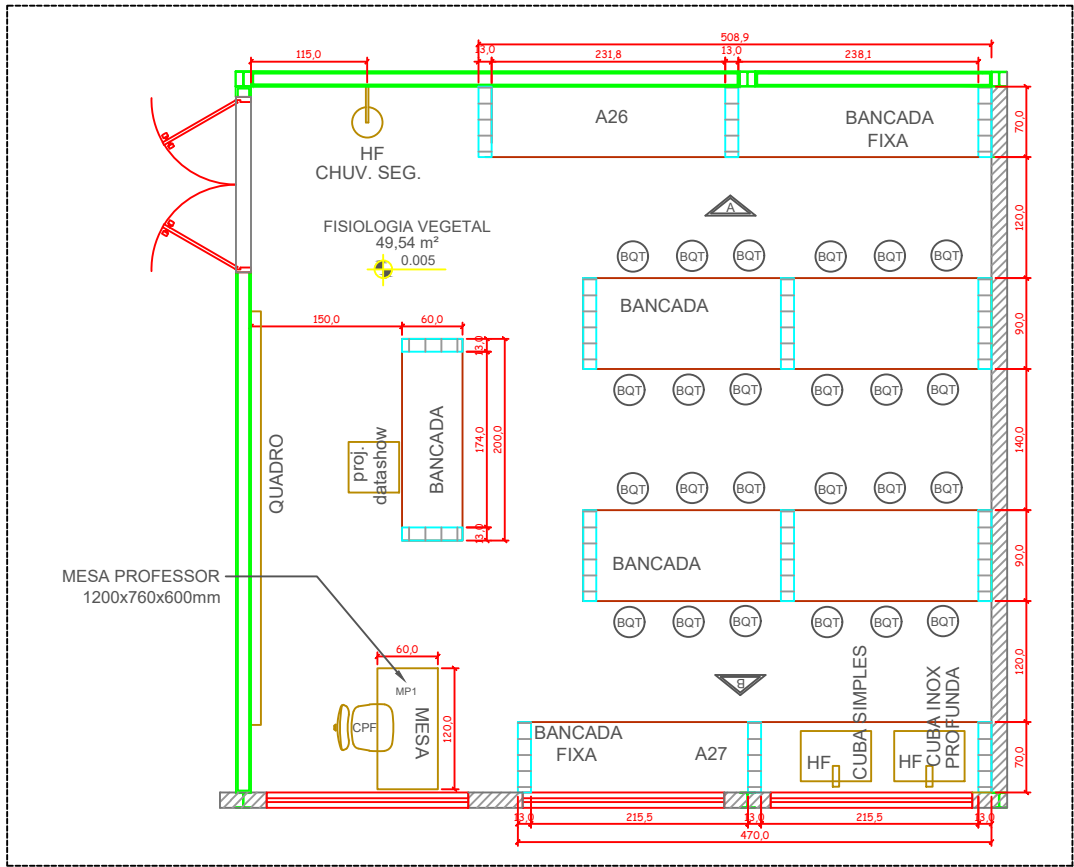 508,9
115,0
13,0
231,8
13,0
238,1
A26
BANCADA
FIXA
70,0
HF
CHUV. SEG.
A
120,0
FISIOLOGIA VEGETAL
49,54 m²
0.005
BQT BQT BQT BQT BQT BQT
BANCADA
90,0
150,0
60,0
13,0
BQT BQT BQT BQT BQT BQT
QUADRO
proj.
datashow
BANCADA
174,0
200,0
140,0
BQT BQT BQT BQT BQT BQT
13,0
BANCADA
90,0
MESA PROFESSOR
1200x760x600mm
BQT BQT BQT BQT BQT BQT
60,0
120,0
MP1
CPF
MESA
120,0
B
CUBA SIMPLES
CUBA INOX
PROFUNDA
BANCADA
FIXA
A27
HF
HF
70,0
13,0
215,5
13,0
215,5
13,0
470,0